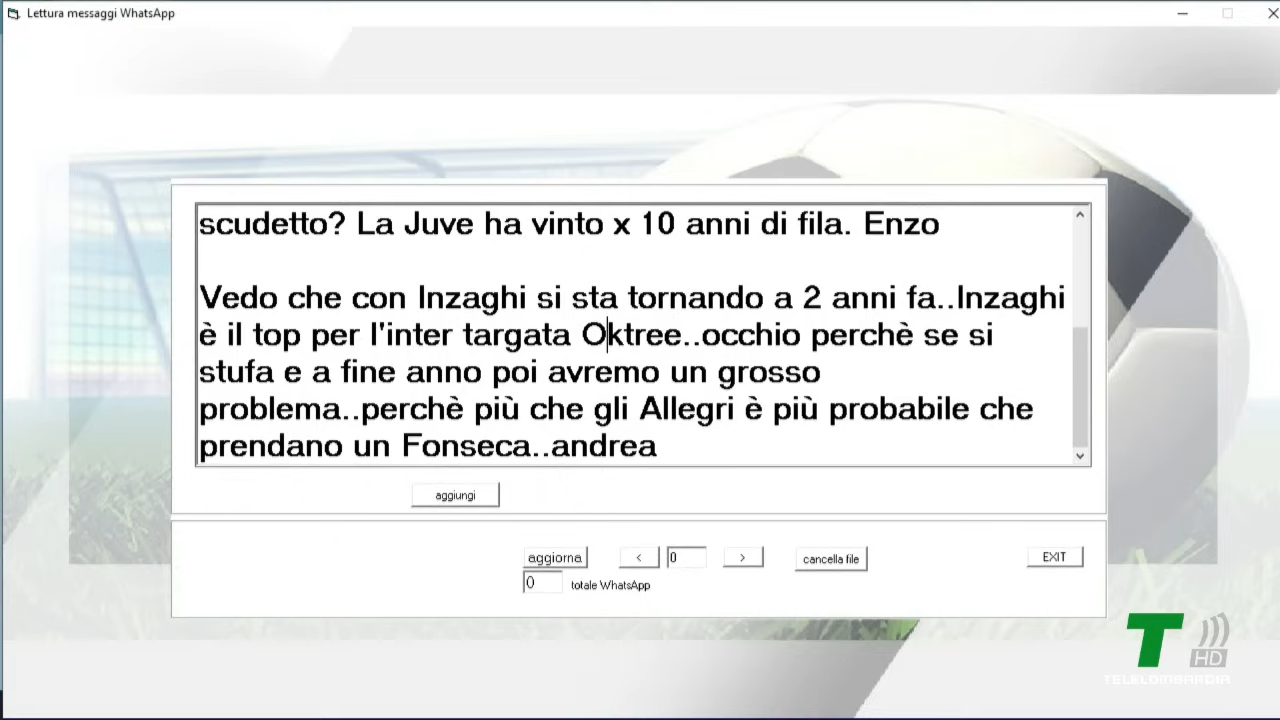 Lettura messaggi WhatsApp
scudetto? La Juve ha vinto x 10 anni di fila. Enzo
Vedo che con Inzaghi si sta tornando a 2 anni fa..Inzaghi
è il top per l'inter targata Oktree..occhio perchè se si
stufa e a fine anno poi avremo un grosso
problema..perchè più che gli Allegri è più probabile che
prendano un Fonseca..andrea
aggiungi
aggiorna < 0 > cancella file EXIT
0 totale WhatsApp
T HD
TELELOMBARDIA